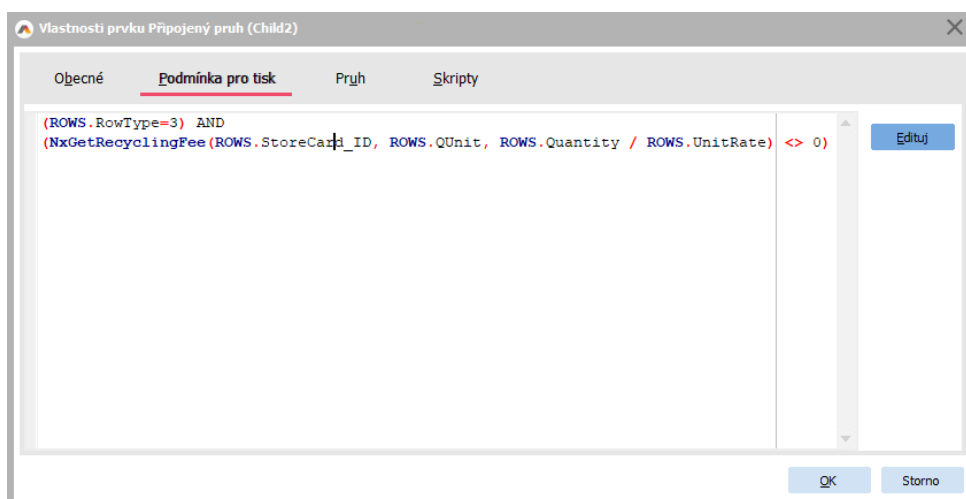 Vlastnosti prvku Připojený pruh (Child2)
Obecné Podmínka pro tisk Pruh Skripty
(ROWS.RowType=3) AND
(NxGetRecyclingFee(ROWS.StoreCard_ID, ROWS.QUnit, ROWS.Quantity / ROWS.UnitRate) <> 0)
Edituj
OK Storno